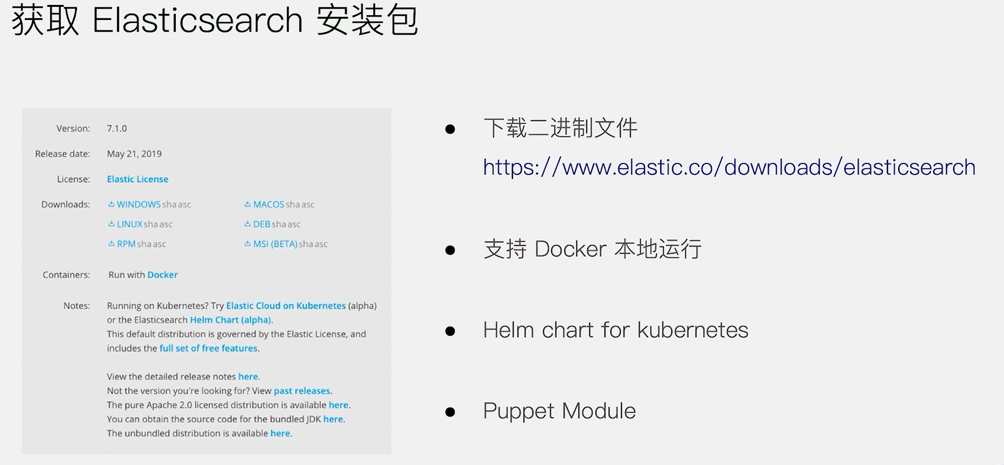 获取 Elasticsearch 安装包
Version: 7.1.0
Release date: May 21, 2019
License: Elastic License
Downloads: WINDOWS sha asc MACOS sha asc
LINUX sha asc DEB sha asc
RPM sha asc MSI (BETA) sha asc
Containers: Run with Docker
Notes: Running on Kubernetes? Try Elastic Cloud on Kubernetes (alpha)
or the Elasticsearch Helm Chart (alpha).
This default distribution is governed by the Elastic License, and
includes the full set of free features.
View the detailed release notes here.
Not the version you're looking for? View past releases.
The pure Apache 2.0 licensed distribution is available here.
You can obtain the source code for the bundled JDK here.
The unbundled distribution is available here.
● 下载二进制文件
https://www.elastic.co/downloads/elasticsearch
● 支持 Docker 本地运行
● Helm chart for kubernetes
● Puppet Module